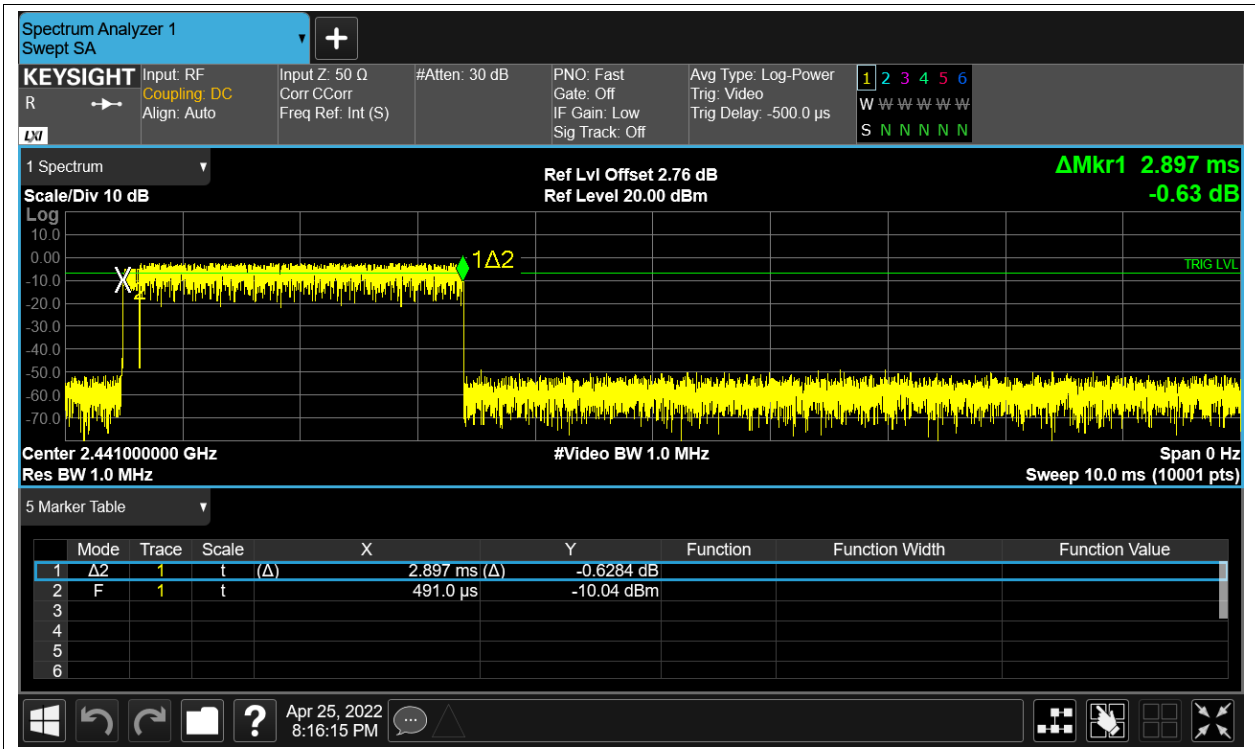 Spectrum Analyzer 1
Swept SA
KEYSIGHT
R
LXI
Input: RF
Coupling: DC
Align: Auto
Input Z: 50 Ω
Corr CCorr
Freq Ref: Int (S)
#Atten: 30 dB
PNO: Fast
Gate: Off
IF Gain: Low
Sig Track: Off
Avg Type: Log-Power
Trig: Video
Trig Delay: -500.0 µs
1 2 3 4 5 6
W W W W W W
S N N N N N
1 Spectrum
Scale/Div 10 dB
Ref Lvl Offset 2.76 dB
Ref Level 20.00 dBm
ΔMkr1 2.897 ms
-0.63 dB
Log
10.0
0.00
-10.0
-20.0
-30.0
-40.0
-50.0
-60.0
-70.0
X
2
1Δ2
TRIG LVL
Center 2.441000000 GHz
#Video BW 1.0 MHz
Span 0 Hz
Res BW 1.0 MHz
Sweep 10.0 ms (10001 pts)
5 Marker Table
Mode Trace Scale X Y Function Function Width Function Value
1 Δ2 1 t (Δ) 2.897 ms (Δ) -0.6284 dB
2 F 1 t 491.0 µs -10.04 dBm
3
4
5
6
?
Apr 25, 2022
8:16:15 PM